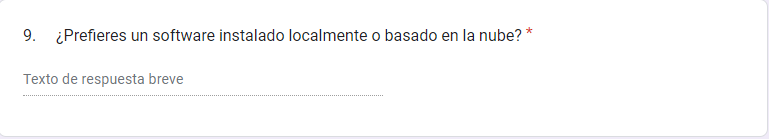 9. ¿Prefieres un software instalado localmente o basado en la nube? *
Texto de respuesta breve